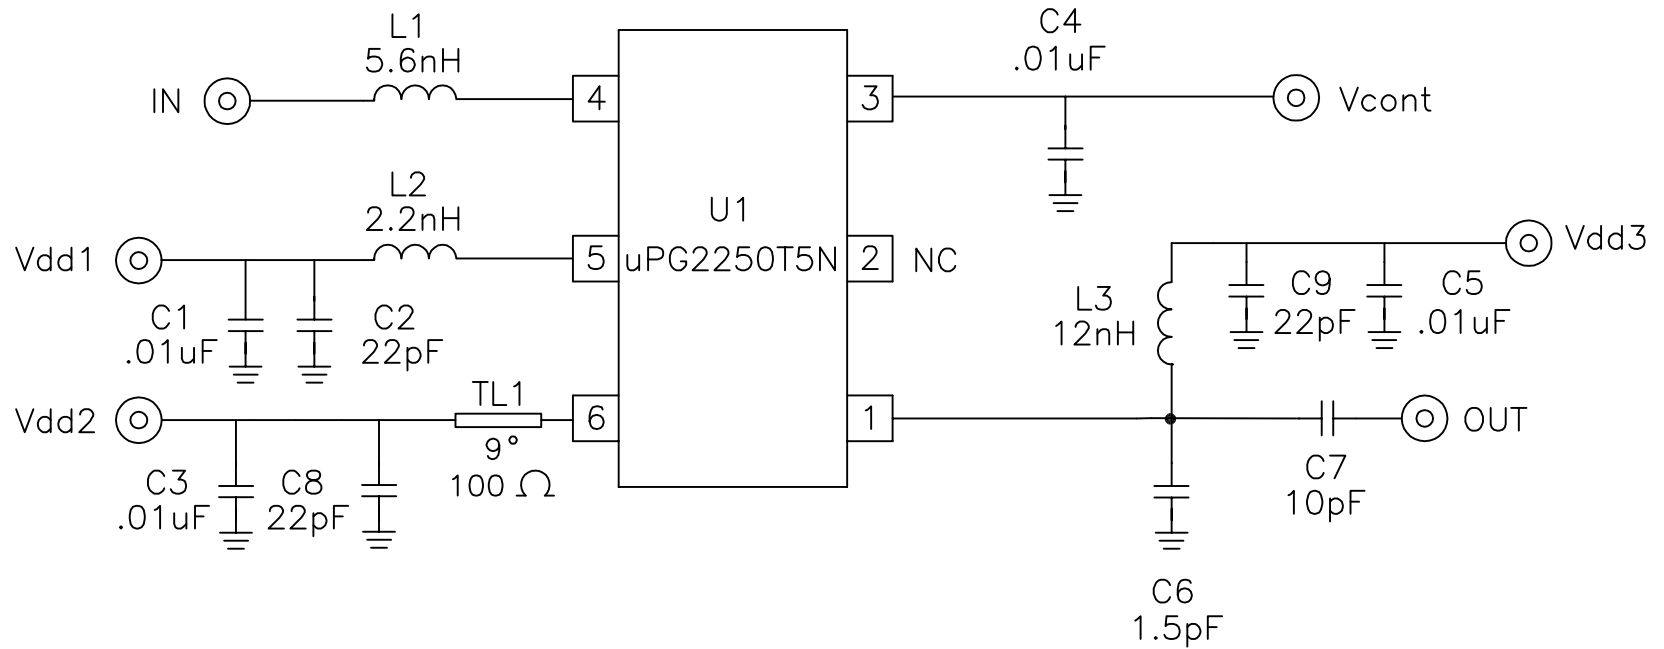 L1
5.6nH
IN
4
3
C4
.01uF
Vcont
L2
2.2nH
Vdd1
5
U1
uPG2250T5N
2
NC
Vdd3
C1
.01uF
C2
22pF
L3
12nH
C9
22pF
C5
.01uF
Vdd2
TL1
9°
100 Ω
6
1
OUT
C3
.01uF
C8
22pF
C7
10pF
C6
1.5pF